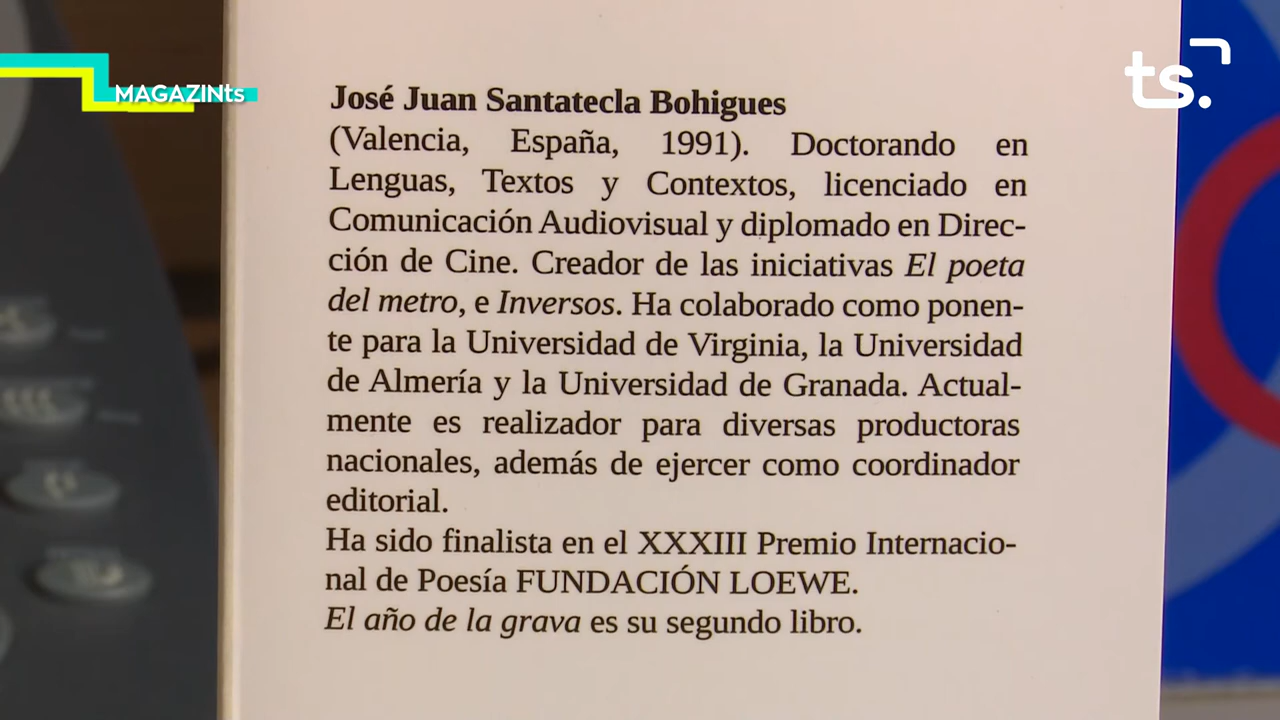 MAGAZINts
ts.
José Juan Santatecla Bohigues
(Valencia, España, 1991). Doctorando en
Lenguas, Textos y Contextos, licenciado en
Comunicación Audiovisual y diplomado en Direc-
ción de Cine. Creador de las iniciativas El poeta
del metro, e Inversos. Ha colaborado como ponen-
te para la Universidad de Virginia, la Universidad
de Almería y la Universidad de Granada. Actual-
mente es realizador para diversas productoras
nacionales, además de ejercer como coordinador
editorial.
Ha sido finalista en el XXXIII Premio Internacio-
nal de Poesía FUNDACIÓN LOEWE.
El año de la grava es su segundo libro.